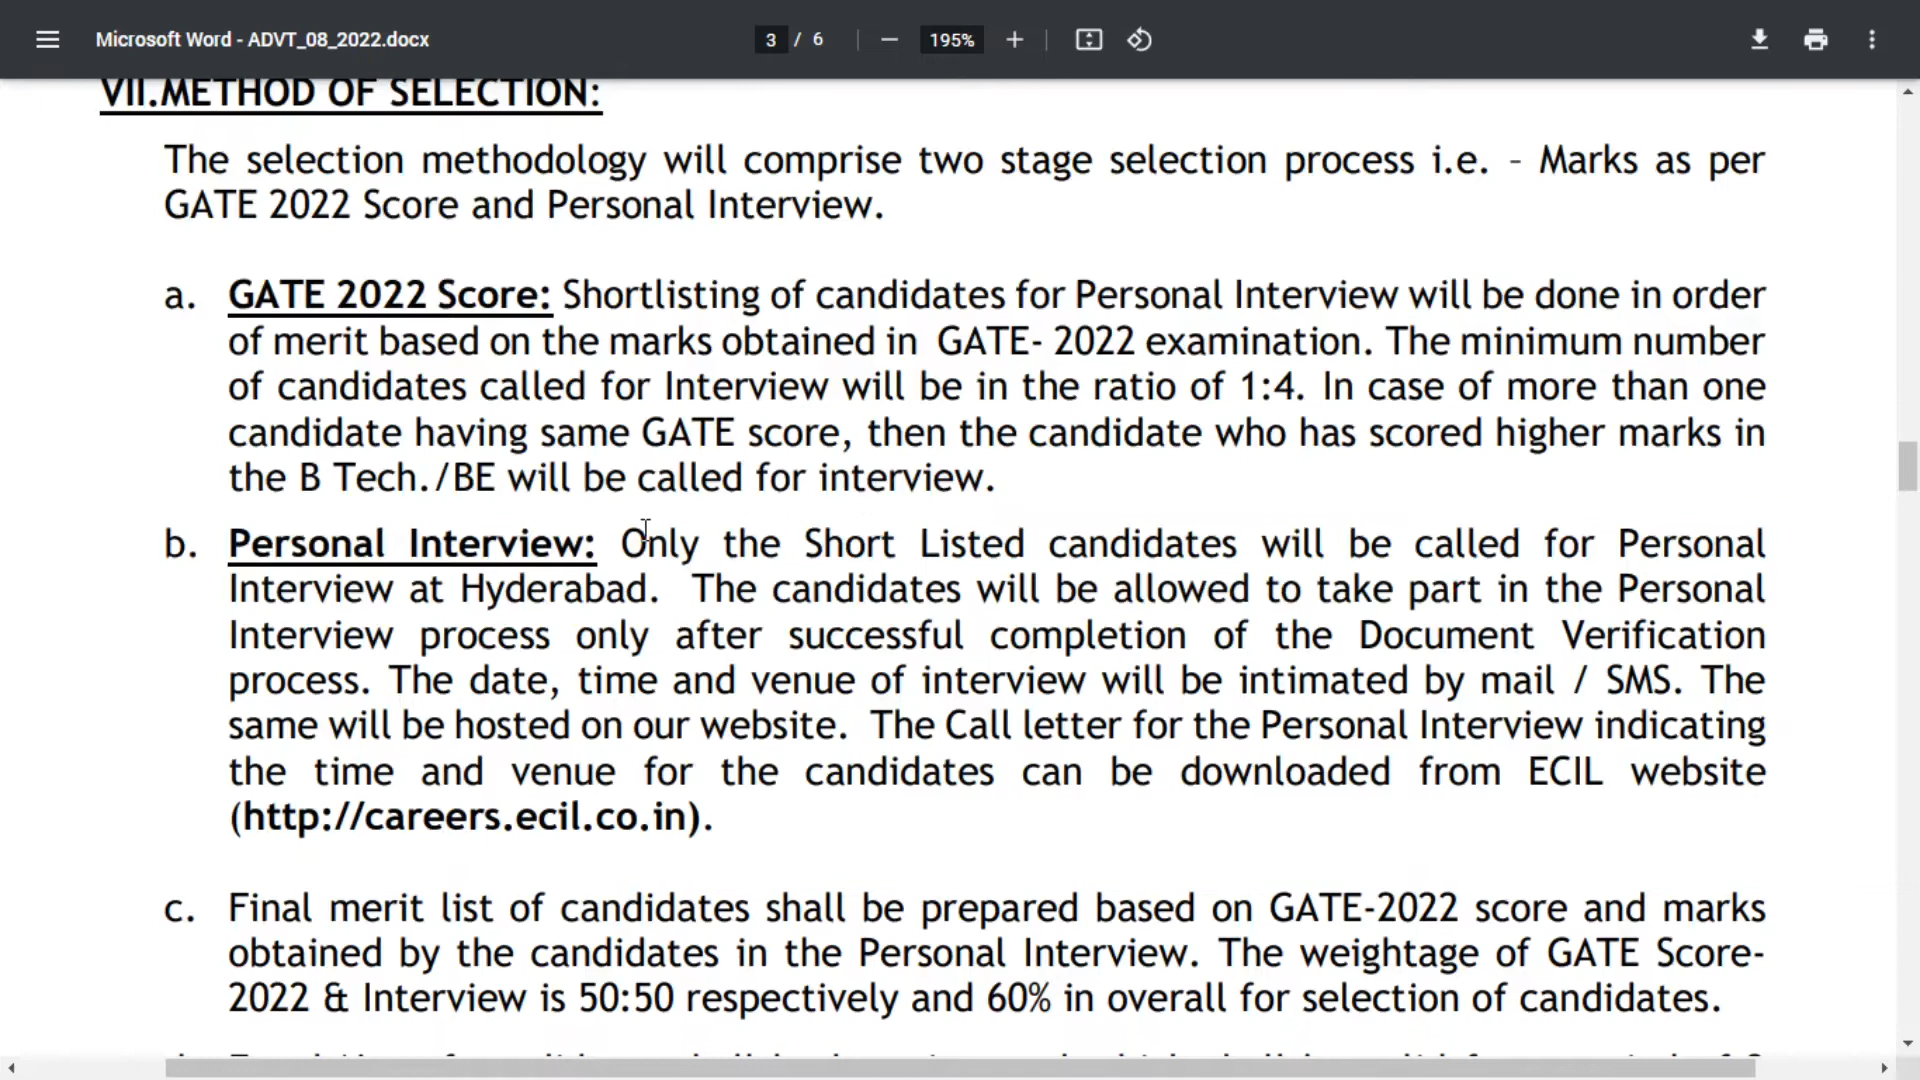 Microsoft Word - ADVT_08_2022.docx
3 / 6
195%
VII.METHOD OF SELECTION:
The selection methodology will comprise two stage selection process i.e. - Marks as per
GATE 2022 Score and Personal Interview.
a. GATE 2022 Score: Shortlisting of candidates for Personal Interview will be done in order
of merit based on the marks obtained in GATE- 2022 examination. The minimum number
of candidates called for Interview will be in the ratio of 1:4. In case of more than one
candidate having same GATE score, then the candidate who has scored higher marks in
the B Tech./BE will be called for interview.
b. Personal Interview: Only the Short Listed candidates will be called for Personal
Interview at Hyderabad. The candidates will be allowed to take part in the Personal
Interview process only after successful completion of the Document Verification
process. The date, time and venue of interview will be intimated by mail / SMS. The
same will be hosted on our website. The Call letter for the Personal Interview indicating
the time and venue for the candidates can be downloaded from ECIL website
(http://careers.ecil.co.in).
c. Final merit list of candidates shall be prepared based on GATE-2022 score and marks
obtained by the candidates in the Personal Interview. The weightage of GATE Score-
2022 & Interview is 50:50 respectively and 60% in overall for selection of candidates.